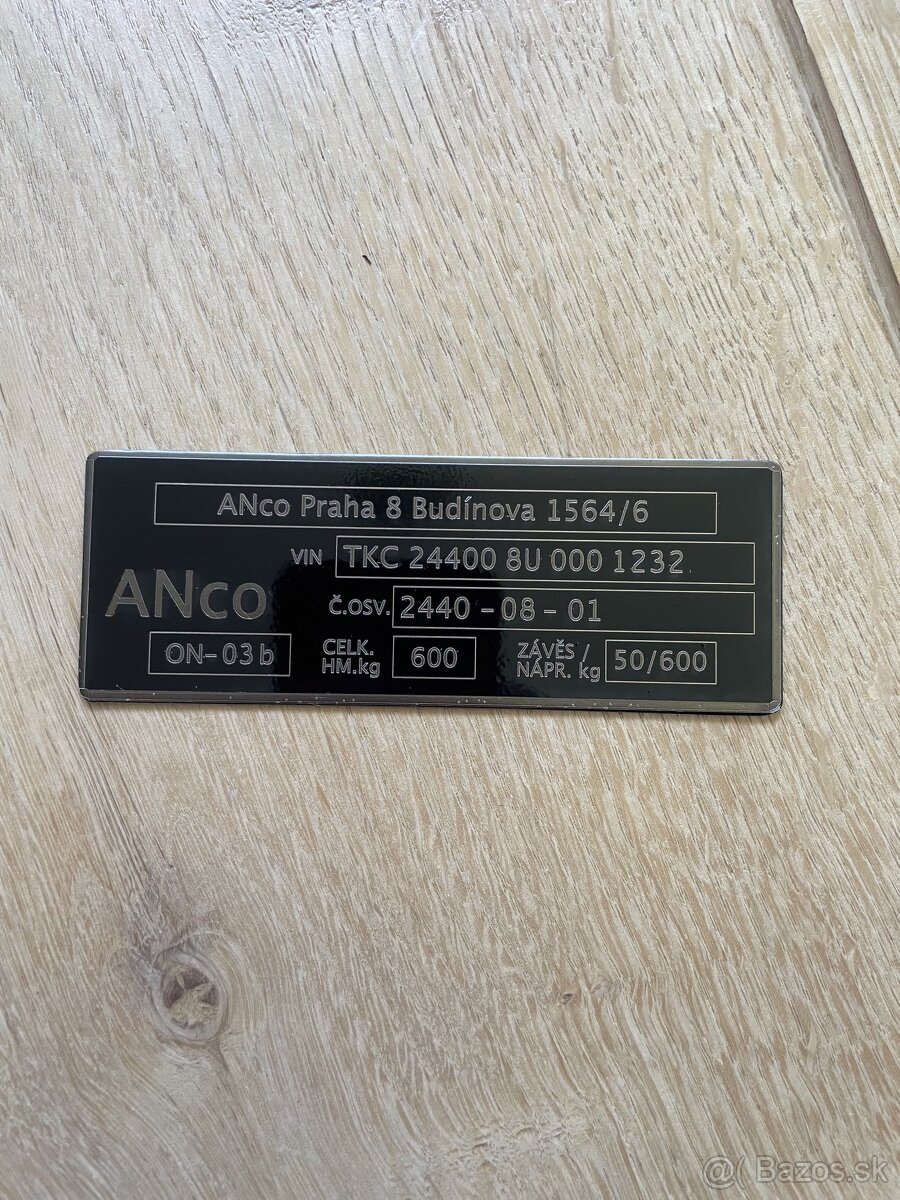 ANco Praha 8 Budínova 1564/6
VIN TKC 24400 8U 000 1232
ANco
Č.OSV. 2440 - 08 - 01
ON-03b CELK. HM.kg 600 ZÁVĚS / NÁPR. kg 50/600
@( Bazos.sk